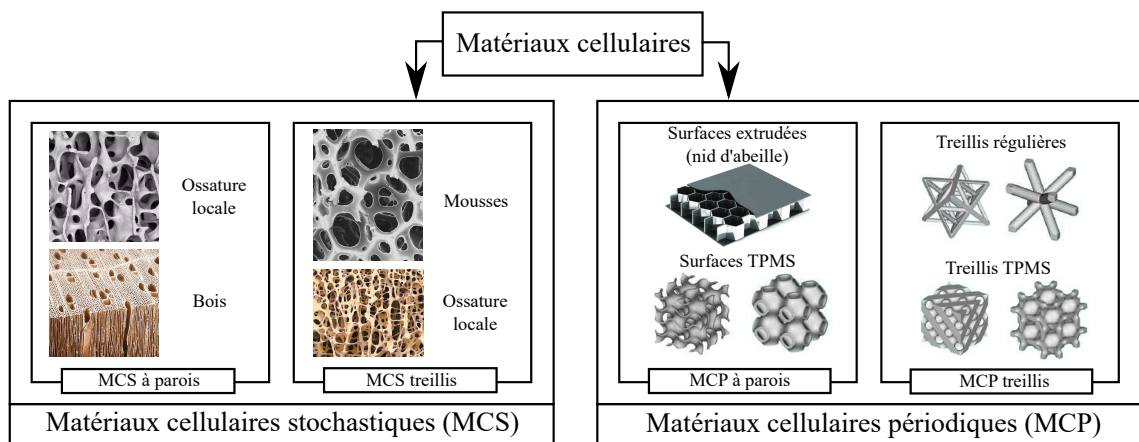 Matériaux cellulaires
Ossature
locale
Bois
MCS à parois
Mousses
Ossature
locale
MCS treillis
Matériaux cellulaires stochastiques (MCS)
Surfaces extrudées
(nid d'abeille)
Surfaces TPMS
MCP à parois
Treillis régulières
Treillis TPMS
MCP treillis
Matériaux cellulaires périodiques (MCP)